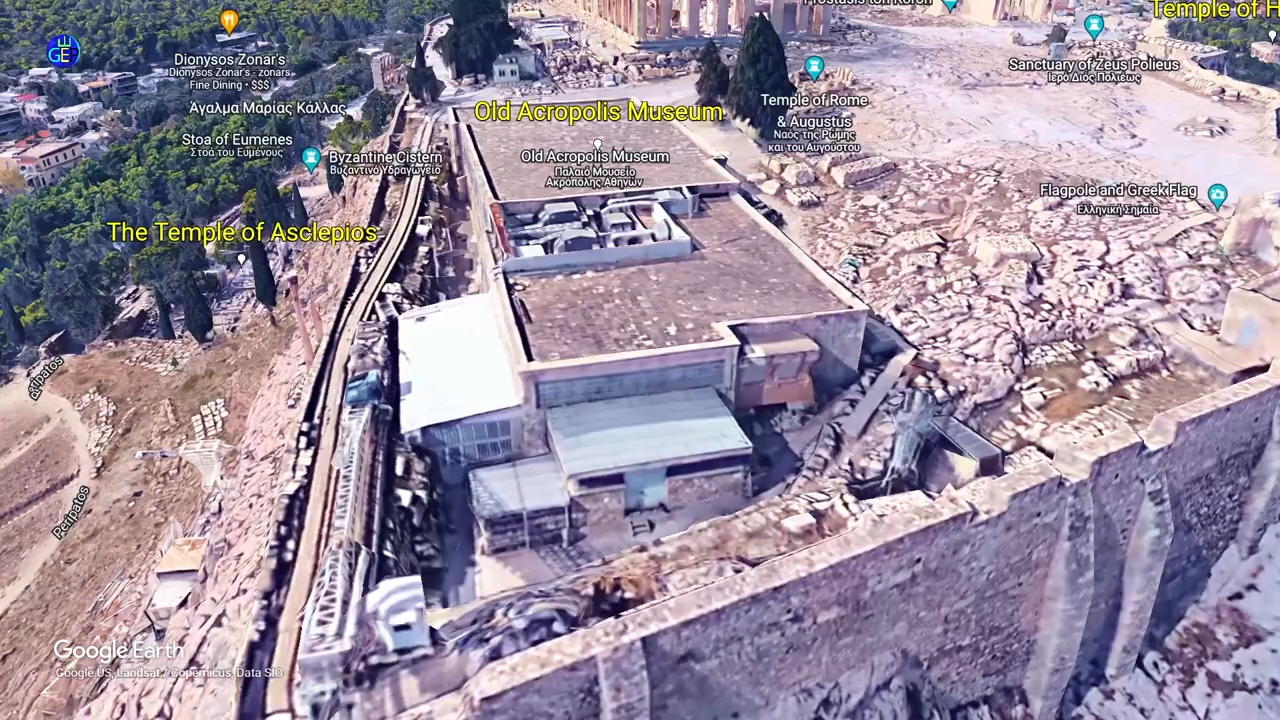 Temple of H
GEP
Dionysos Zonar's
Dionysos Zonar's - zonars
Fine Dining • $$$
Άγαλμα Μαρίας Κάλλας
Sanctuary of Zeus Polieus
Ιερό Διός Πολιέως
Old Acropolis Museum
Temple of Rome
& Augustus
Ναός της Ρώμης
και του Αυγούστου
Stoa of Eumenes
Στοά του Ευμένους
Byzantine Cistern
Βυζαντινό Υδραγωγείο
Old Acropolis Museum
Παλαιό Μουσείο
Ακρόπολης Αθηνών
Flagpole and Greek Flag
Ελληνική Σημαία
The Temple of Asclepios
Peripatos
Google Earth
Google US, Landsat / Copernicus, Data SIO